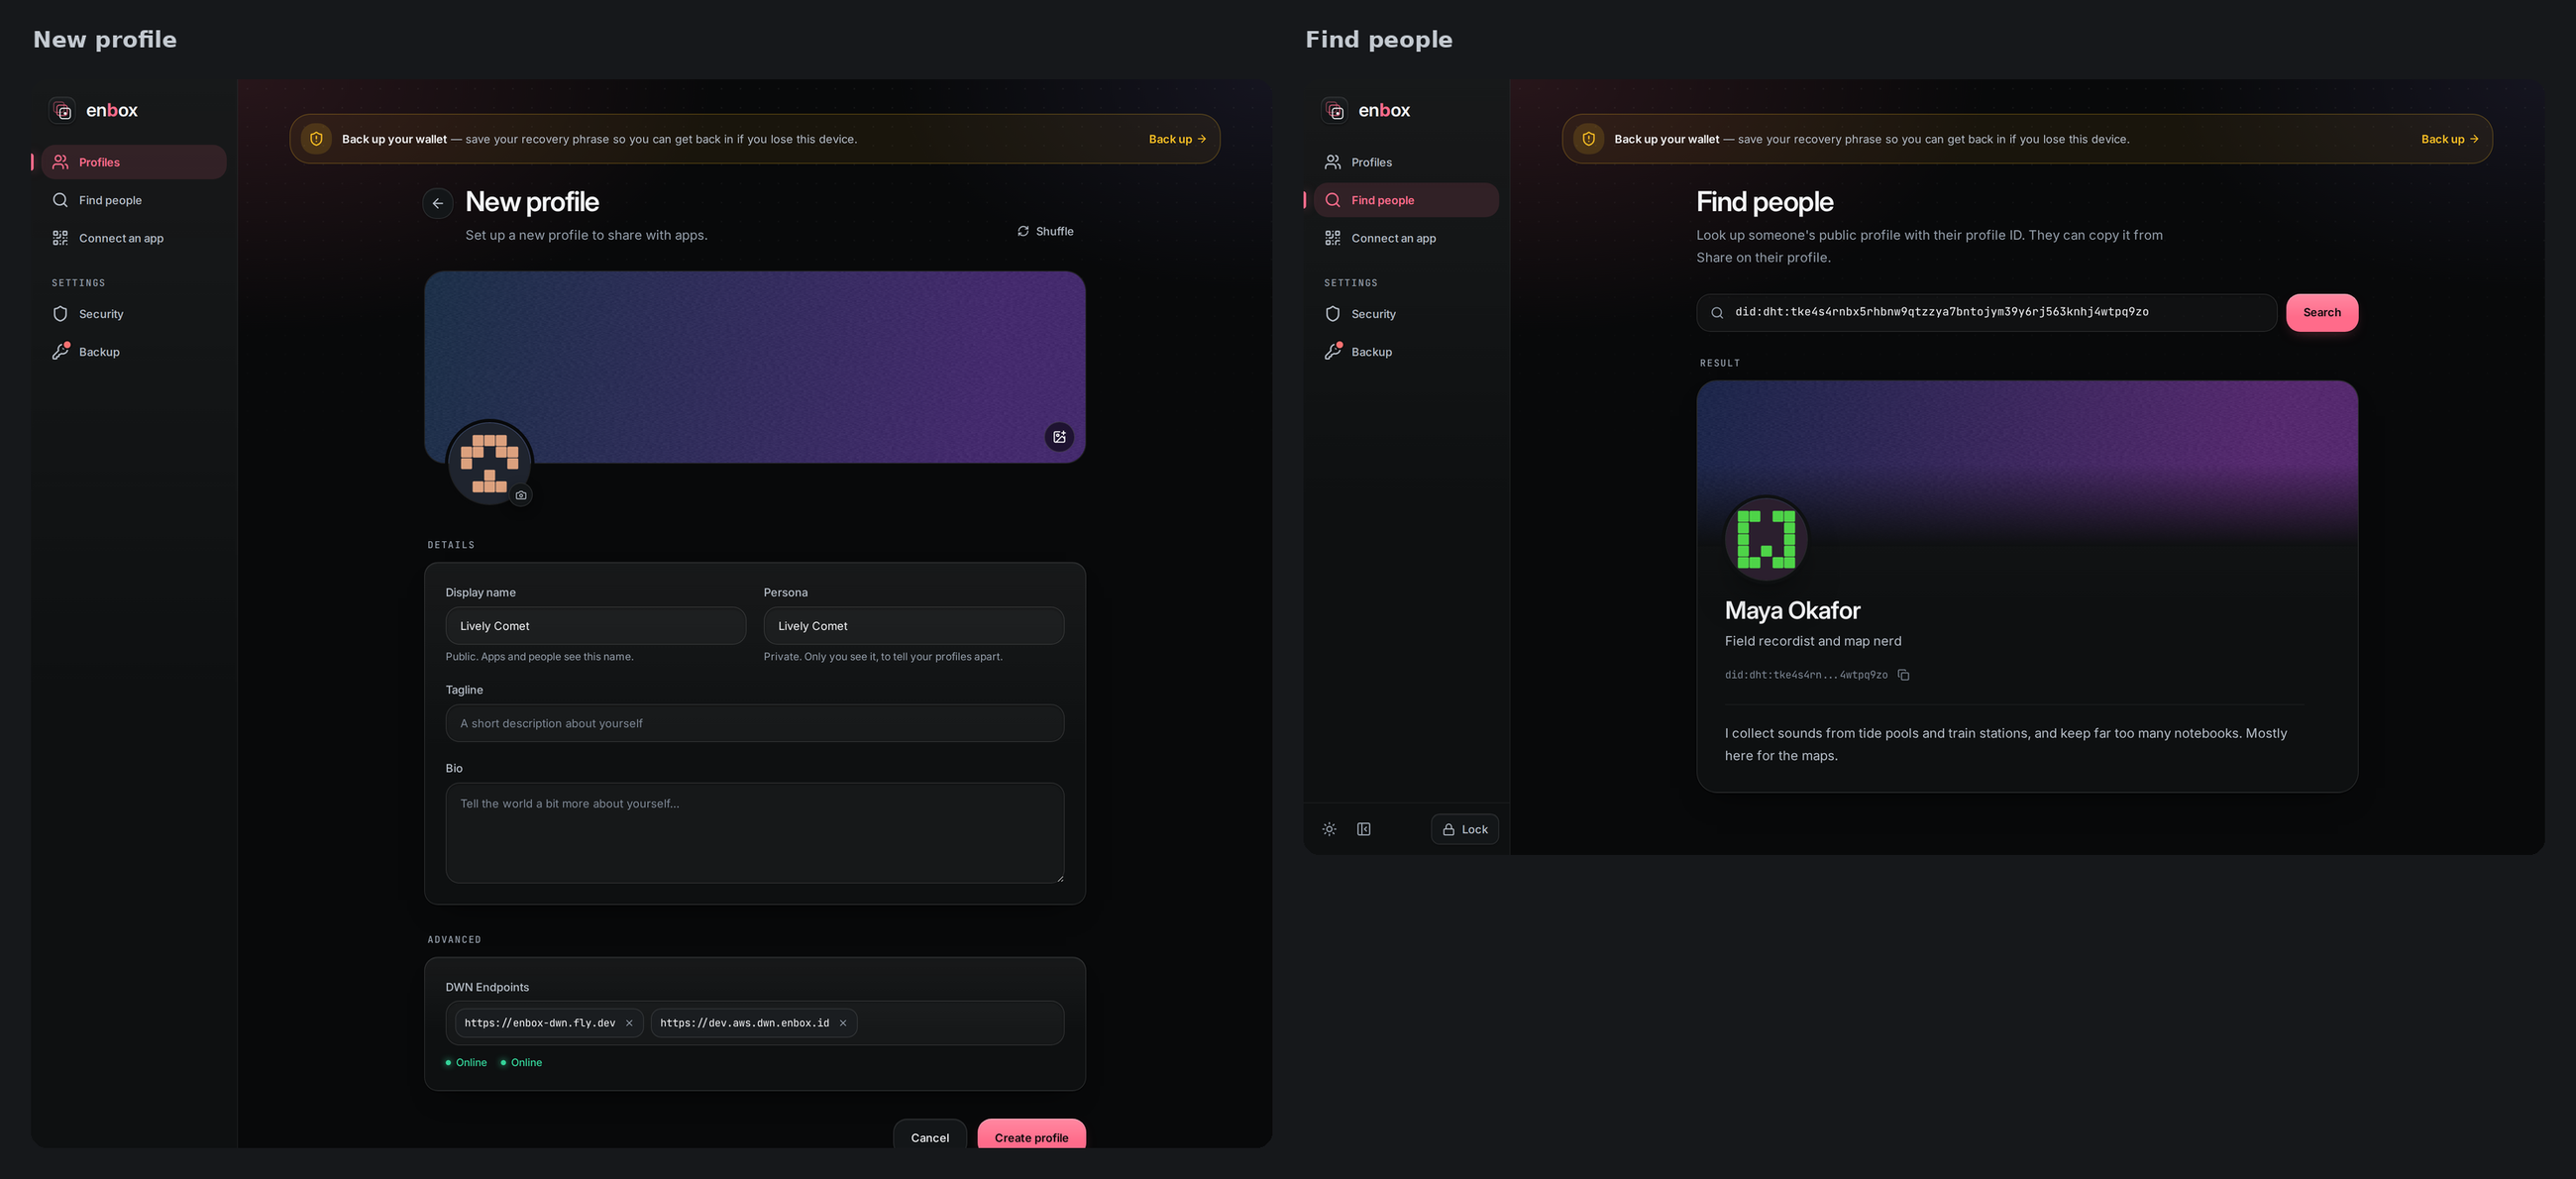 New profile
enbox
Profiles
Find people
Connect an app
SETTINGS
Security
Backup
Back up your wallet — save your recovery phrase so you can get back in if you lose this device.
Back up →
New profile
Set up a new profile to share with apps.
Shuffle
DETAILS
Display name
Persona
Lively Comet
Lively Comet
Public. Apps and people see this name.
Private. Only you see it, to tell your profiles apart.
Tagline
A short description about yourself
Bio
Tell the world a bit more about yourself...
ADVANCED
DWN Endpoints
https://enbox-dwn.fly.dev ×
https://dev.aws.dwn.enbox.id ×
Online
Online
Cancel
Create profile
Find people
enbox
Profiles
Find people
Connect an app
SETTINGS
Security
Backup
Lock
Back up your wallet — save your recovery phrase so you can get back in if you lose this device.
Back up →
Find people
Look up someone's public profile with their profile ID. They can copy it from
Share on their profile.
did:dht:tke4s4rnbx5rhbnw9qtzzya7bntojym39y6rj563knhj4wtpq9zo
Search
RESULT
Maya Okafor
Field recordist and map nerd
did:dht:tke4s4rn...4wtpq9zo
I collect sounds from tide pools and train stations, and keep far too many notebooks. Mostly
here for the maps.